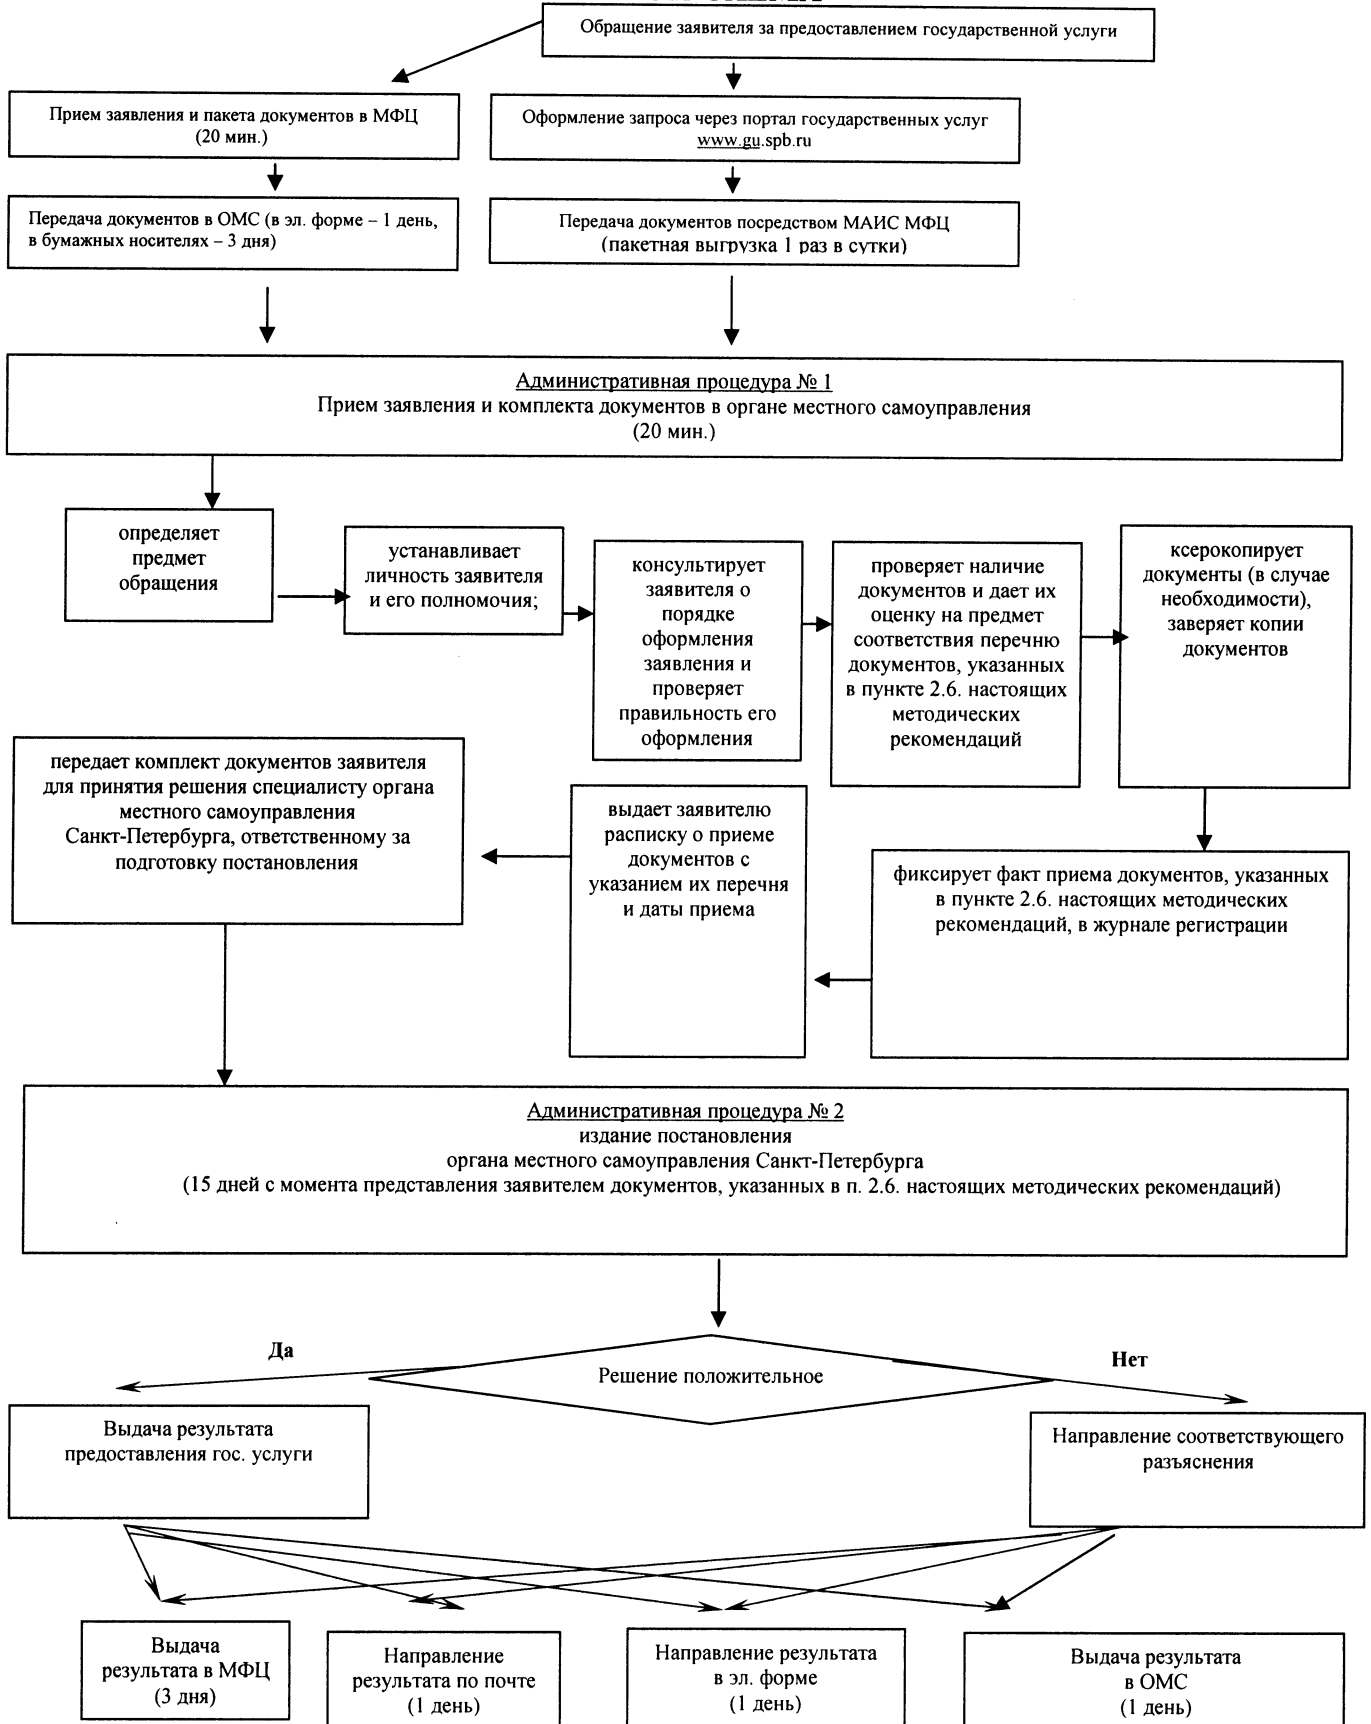 Обращение заявителя за предоставлением государственной услуги
Прием заявления и пакета документов в МФЦ
(20 мин.)
Оформление запроса через портал государственных услуг
www.gu.spb.ru
Передача документов в ОМС (в эл. форме – 1 день,
в бумажных носителях – 3 дня)
Передача документов посредством МАИС МФЦ
(пакетная выгрузка 1 раз в сутки)
Административная процедура № 1
Прием заявления и комплекта документов в органе местного самоуправления
(20 мин.)
определяет
предмет
обращения
устанавливает
личность заявителя
и его полномочия;
консультирует
заявителя о
порядке
оформления
заявления и
проверяет
правильность его
оформления
проверяет наличие
документов и дает их
оценку на предмет
соответствия перечню
документов, указанных
в пункте 2.6. настоящих
методических
рекомендаций
ксерокопирует
документы (в случае
необходимости),
заверяет копии
документов
фиксирует факт приема документов, указанных
в пункте 2.6. настоящих методических
рекомендаций, в журнале регистрации
выдает заявителю
расписку о приеме
документов с
указанием их перечня
и даты приема
передает комплект документов заявителя
для принятия решения специалисту органа
местного самоуправления
Санкт-Петербурга, ответственному за
подготовку постановления
Административная процедура № 2
издание постановления
органа местного самоуправления Санкт-Петербурга
(15 дней с момента представления заявителем документов, указанных в п. 2.6. настоящих методических рекомендаций)
Решение положительное
Да
Нет
Выдача результата
предоставления гос. услуги
Направление соответствующего
разъяснения
Выдача
результата в МФЦ
(3 дня)
Направление
результата по почте
(1 день)
Направление результата
в эл. форме
(1 день)
Выдача результата
в ОМС
(1 день)